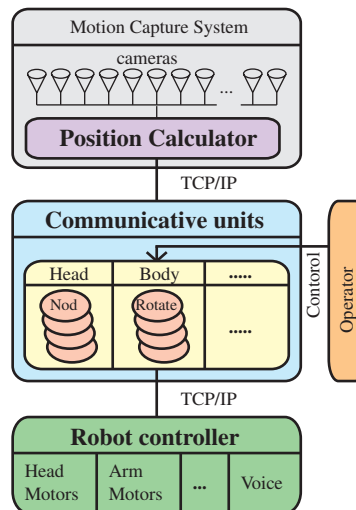 Motion Capture System
cameras
...
Position Calculator
TCP/IP
Communicative units
Head Body .....
Nod Rotate .....
Contorol
Operator
TCP/IP
Robot controller
Head Motors
Arm Motors
...
Voice